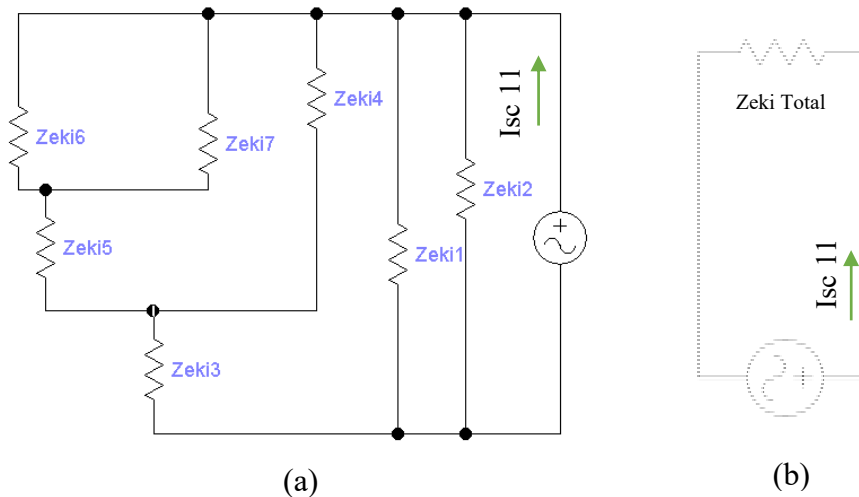 Zeki6
Zeki7
Zeki4
Zeki5
Zeki3
Zeki1
Zeki2
Isc 11
+
(a)
Zeki Total
Isc 11
+
(b)